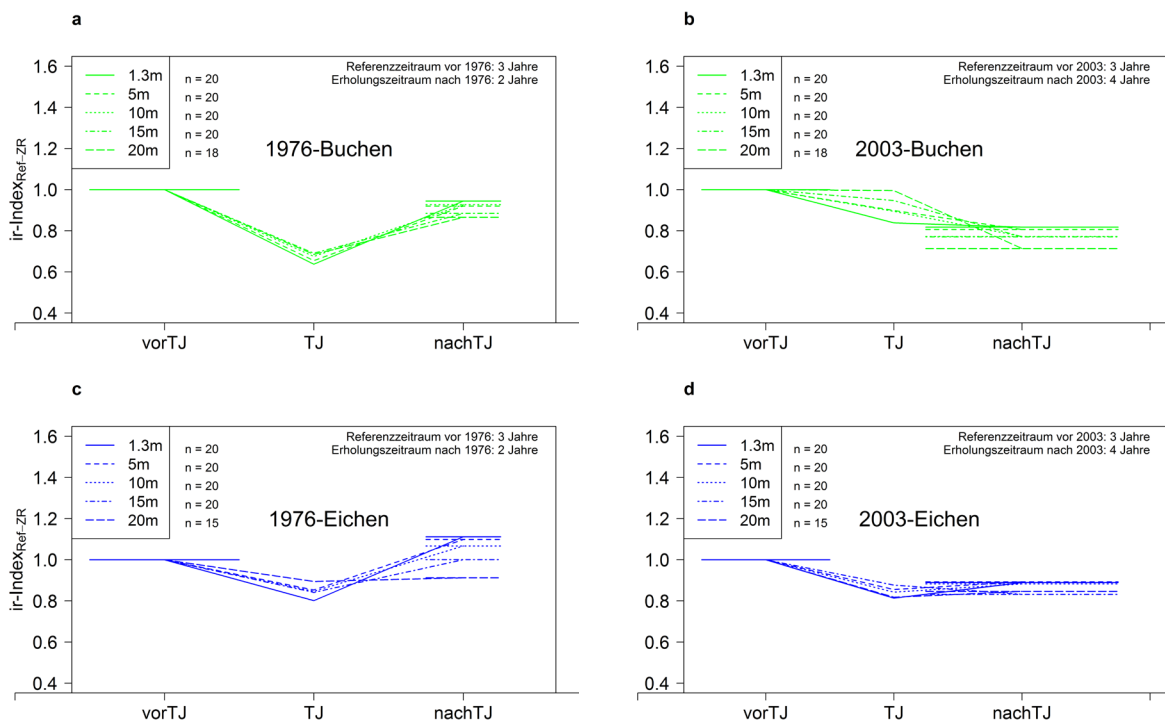 a
ir-Index Ref−ZR
1.6
1.4
1.2
1.0
0.8
0.6
0.4
1.3m
5m
10m
15m
20m
n = 20
n = 20
n = 20
n = 20
n = 18
Referenzzeitraum vor 1976: 3 Jahre
Erholungszeitraum nach 1976: 2 Jahre
1976-Buchen
vorTJ TJ nachTJ
b
1.6
1.4
1.2
1.0
0.8
0.6
0.4
1.3m
5m
10m
15m
20m
n = 20
n = 20
n = 20
n = 20
n = 18
Referenzzeitraum vor 2003: 3 Jahre
Erholungszeitraum nach 2003: 4 Jahre
2003-Buchen
vorTJ TJ nachTJ
c
ir-Index Ref−ZR
1.6
1.4
1.2
1.0
0.8
0.6
0.4
1.3m
5m
10m
15m
20m
n = 20
n = 20
n = 20
n = 20
n = 15
Referenzzeitraum vor 1976: 3 Jahre
Erholungszeitraum nach 1976: 2 Jahre
1976-Eichen
vorTJ TJ nachTJ
d
1.6
1.4
1.2
1.0
0.8
0.6
0.4
1.3m
5m
10m
15m
20m
n = 20
n = 20
n = 20
n = 20
n = 15
Referenzzeitraum vor 2003: 3 Jahre
Erholungszeitraum nach 2003: 4 Jahre
2003-Eichen
vorTJ TJ nachTJ